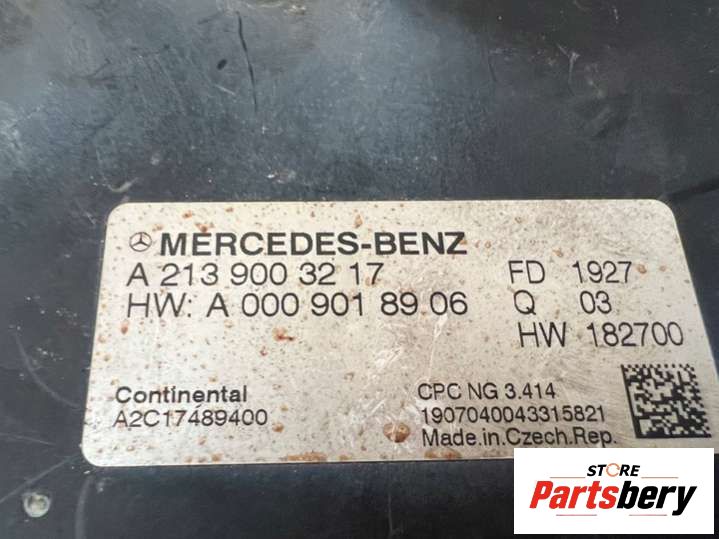 MERCEDES-BENZ
A 213 900 32 17 FD 1927
HW: A 000 901 89 06 Q 03
HW 182700
Continental CPC NG 3.414
A2C17489400 1907040043315821
Made.in.Czech.Rep.
STORE
Partsbery